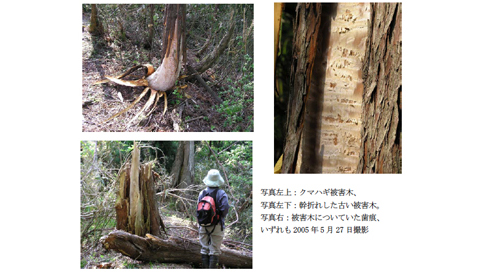 写真左上：クマハギ被害木、
写真左下：幹折れした古い被害木。
写真右：被害木についていた歯痕、
いずれも 2005 年 5 月 27 日撮影